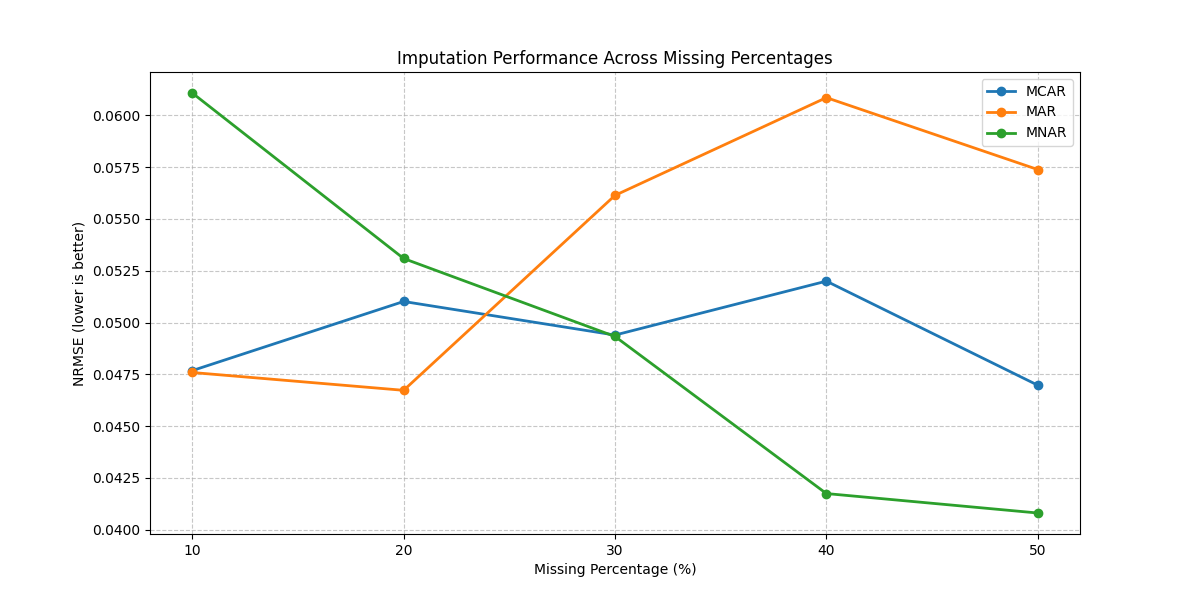 Imputation Performance Across Missing Percentages
MCAR
MAR
MNAR
NRMSE (lower is better)
0.0600
0.0575
0.0550
0.0525
0.0500
0.0475
0.0450
0.0425
0.0400
10 20 30 40 50
Missing Percentage (%)